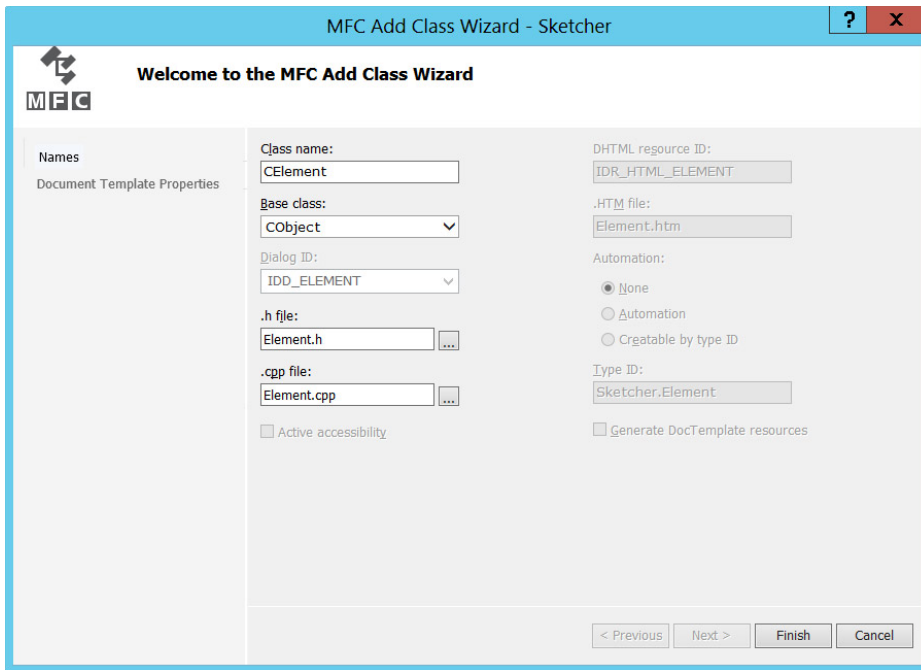 MFC Add Class Wizard - Sketcher
?
x
MFC
Welcome to the MFC Add Class Wizard
Names
Document Template Properties
Class name:
CElement
Base class:
CObject
Dialog ID:
IDD_ELEMENT
.h file:
Element.h
...
.cpp file:
Element.cpp
...
Active accessibility
DHTML resource ID:
IDR_HTML_ELEMENT
.HTM file:
Element.htm
Automation:
None
Automation
Creatable by type ID
Type ID:
Sketcher.Element
Generate DocTemplate resources
< Previous
Next >
Finish
Cancel